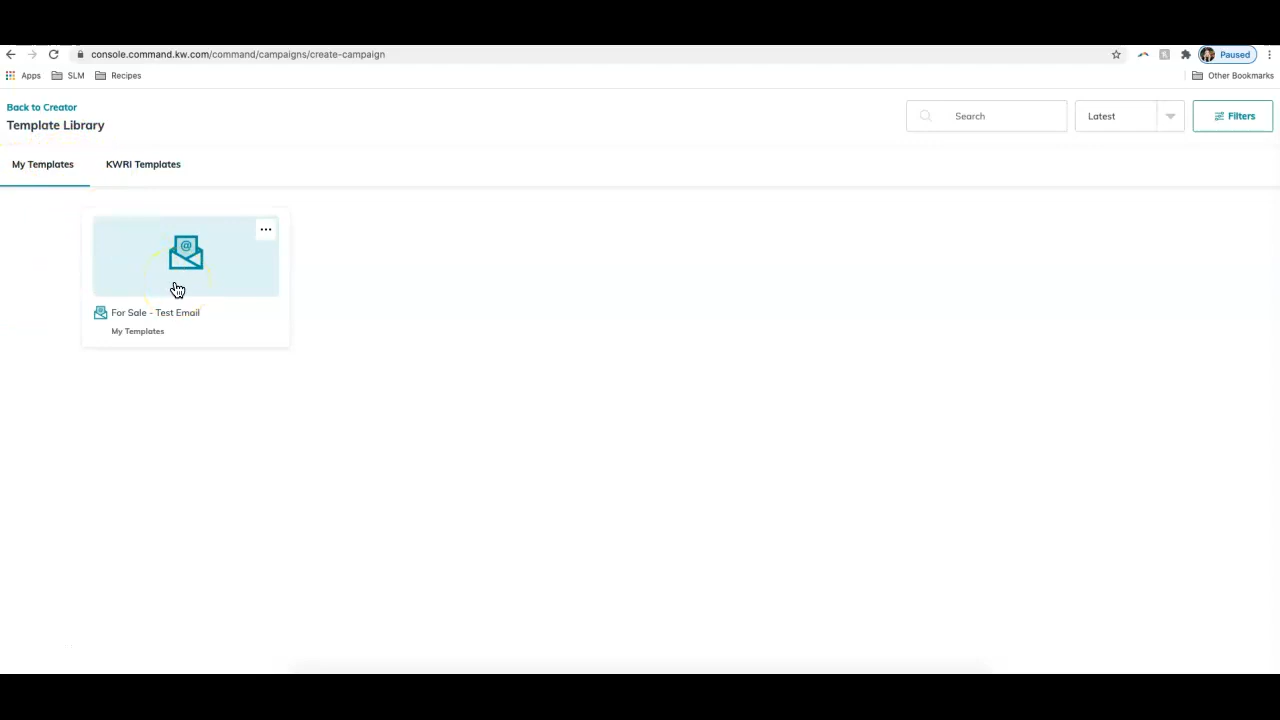 console.command.kw.com/command/campaigns/create-campaign
Paused
Apps
SLM
Recipes
Other Bookmarks
Back to Creator
Template Library
Search
Latest
Filters
My Templates
KWRI Templates
@
For Sale - Test Email
My Templates